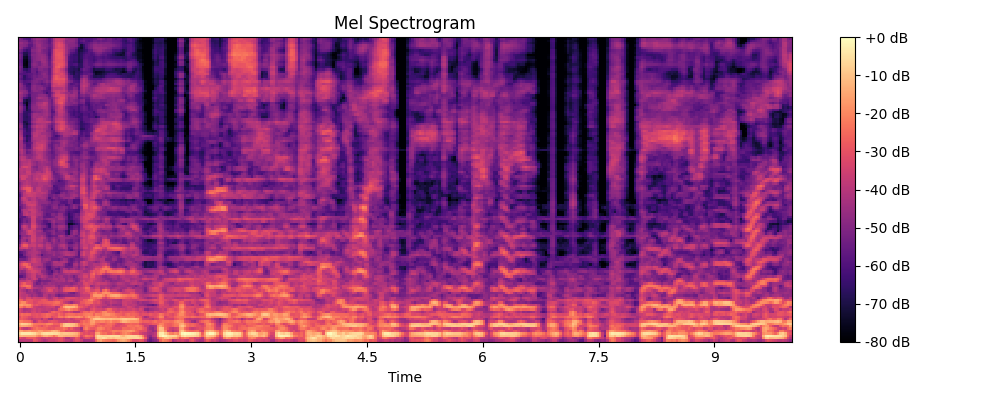 Mel Spectrogram
+0 dB
-10 dB
-20 dB
-30 dB
-40 dB
-50 dB
-60 dB
-70 dB
-80 dB
0 1.5 3 4.5 6 7.5 9
Time